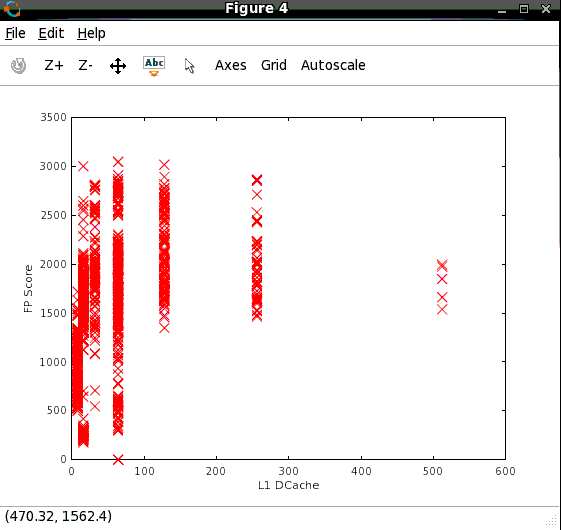 Figure 4
File Edit Help
Z+ Z- Abc Axes Grid Autoscale
3500
3000
2500
2000
1500
1000
500
0
FP Score
0 100 200 300 400 500 600
L1 DCache
(470.32, 1562.4)